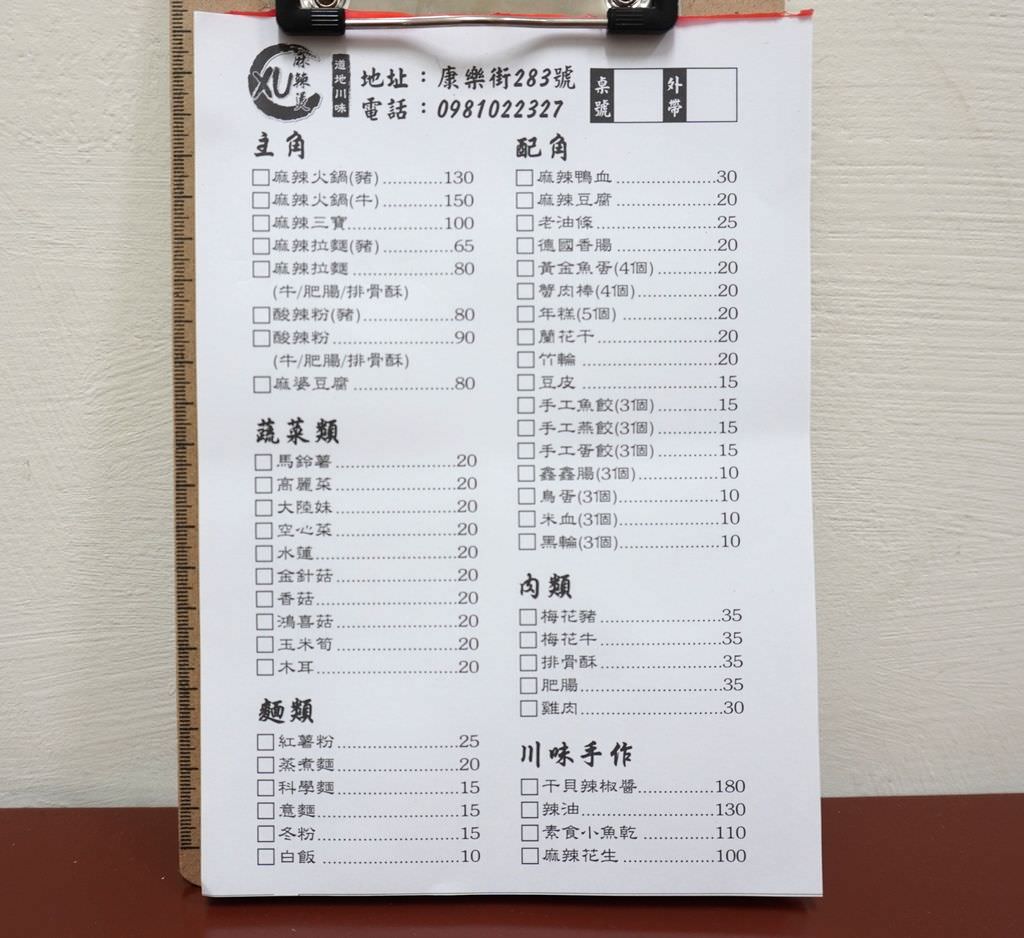 XU 麻辣燙
道地川味
地址：康樂街283號
電話：0981022327
桌號
外帶
主角
麻辣火鍋(豬)............130
麻辣火鍋(牛)............150
麻辣三寶..................100
麻辣拉麵(豬).............65
麻辣拉麵..................80
(牛/肥腸/排骨酥)
酸辣粉(豬)................80
酸辣粉.....................90
(牛/肥腸/排骨酥)
麻婆豆腐..................80
蔬菜類
馬鈴薯.....................20
高麗菜.....................20
大陸妹.....................20
空心菜.....................20
水蓮........................20
金針菇.....................20
香菇........................20
鴻喜菇.....................20
玉米筍.....................20
木耳........................20
麵類
紅薯粉.....................25
蒸煮麵.....................20
科學麵.....................15
意麵........................15
冬粉........................15
白飯........................10
配角
麻辣鴨血..................30
麻辣豆腐..................20
老油條.....................25
德國香腸..................20
黃金魚蛋(4個)...........20
蟹肉棒(4個)..............20
年糕(5個).................20
蘭花干.....................20
竹輪........................20
豆皮........................15
手工魚餃(3個)...........15
手工燕餃(3個)...........15
手工蛋餃(3個)...........15
鑫鑫腸(3個)..............10
鳥蛋(3個).................10
米血(3個).................10
黑輪(3個).................10
肉類
梅花豬.....................35
梅花牛.....................35
排骨酥.....................35
肥腸........................35
雞肉........................30
川味手作
干貝辣椒醬...............180
辣油........................130
素食小魚乾...............110
麻辣花生..................100